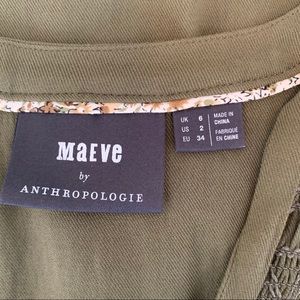 MAEVE
by
ANTHROPOLOGIE
UK 6
US 2
EU 34
MADE IN
CHINA
FABRIQUÉ
EN CHINE